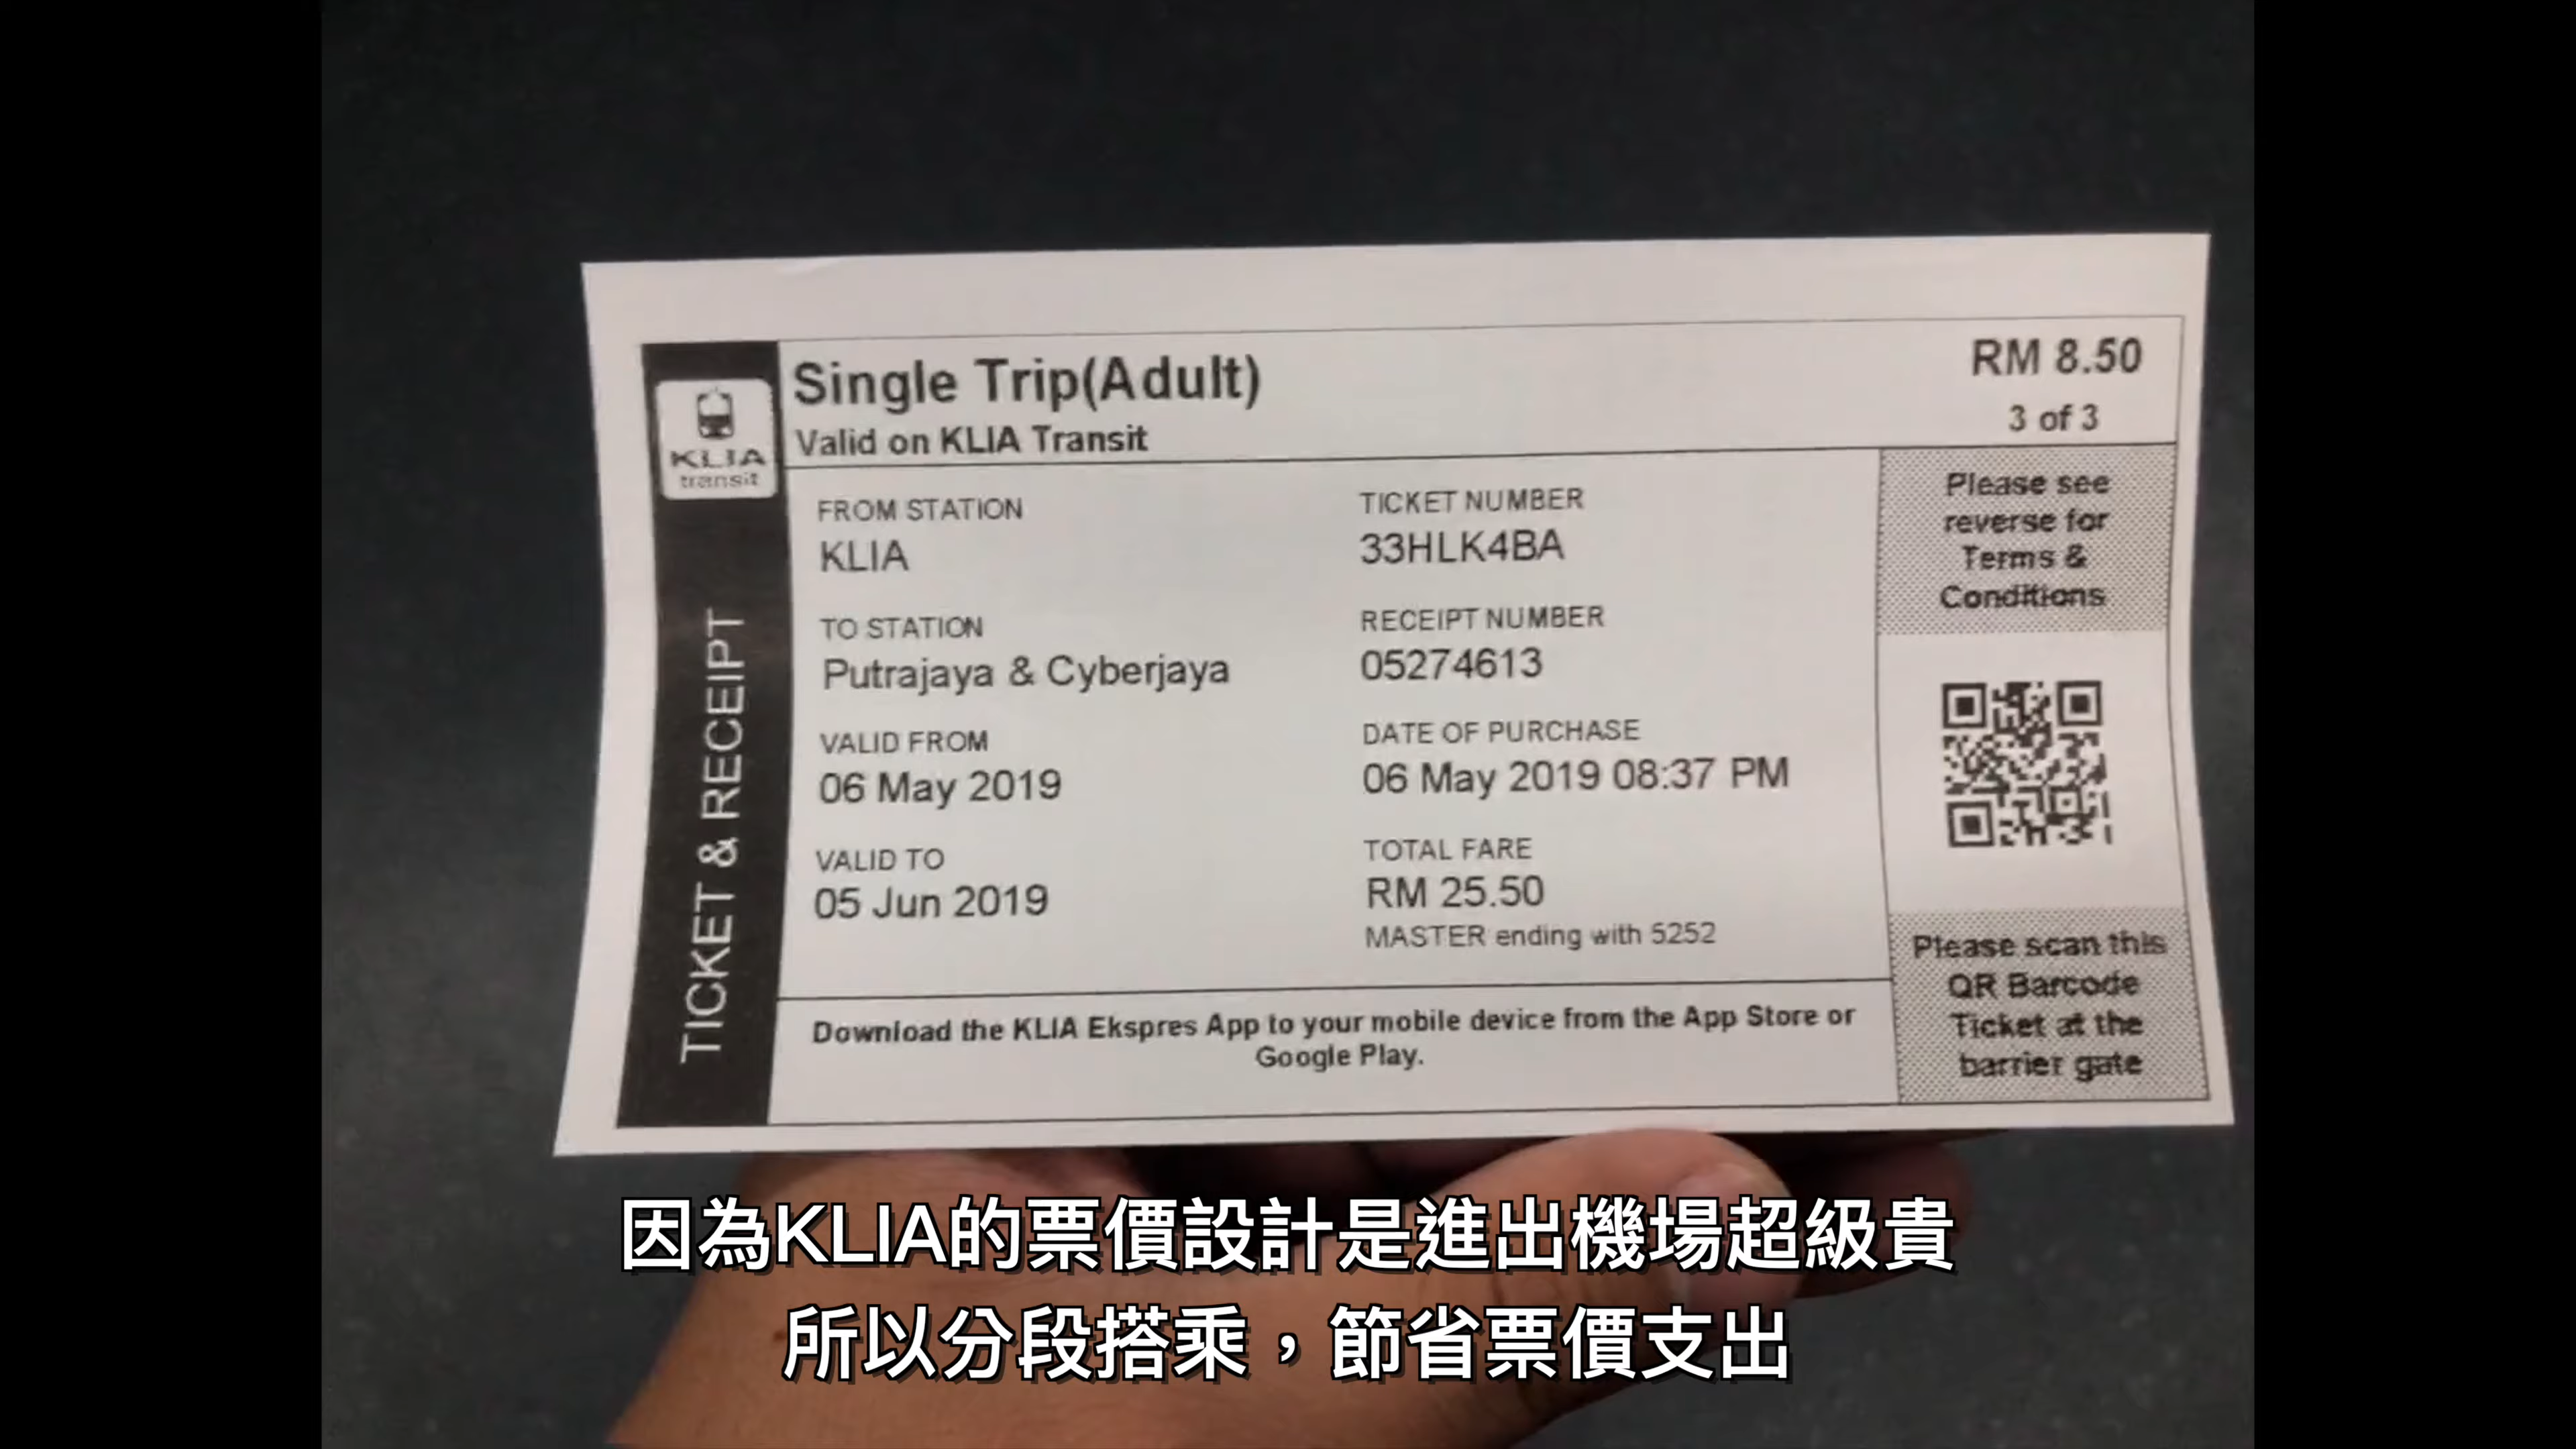 Single Trip(Adult)
RM 8.50
Valid on KLIA Transit
3 of 3
KLIA
transit
TICKET & RECEIPT
FROM STATION
KLIA
TO STATION
Putrajaya & Cyberjaya
VALID FROM
06 May 2019
VALID TO
05 Jun 2019
TICKET NUMBER
33HLK4BA
RECEIPT NUMBER
05274613
DATE OF PURCHASE
06 May 2019 08:37 PM
TOTAL FARE
RM 25.50
MASTER ending with 5252
Please see
reverse for
Terms &
Conditions
Please scan this
QR Barcode
Ticket at the
barrier gate
Download the KLIA Ekspres App to your mobile device from the App Store or
Google Play.
因為KLIA的票價設計是進出機場超級貴
所以分段搭乘，節省票價支出